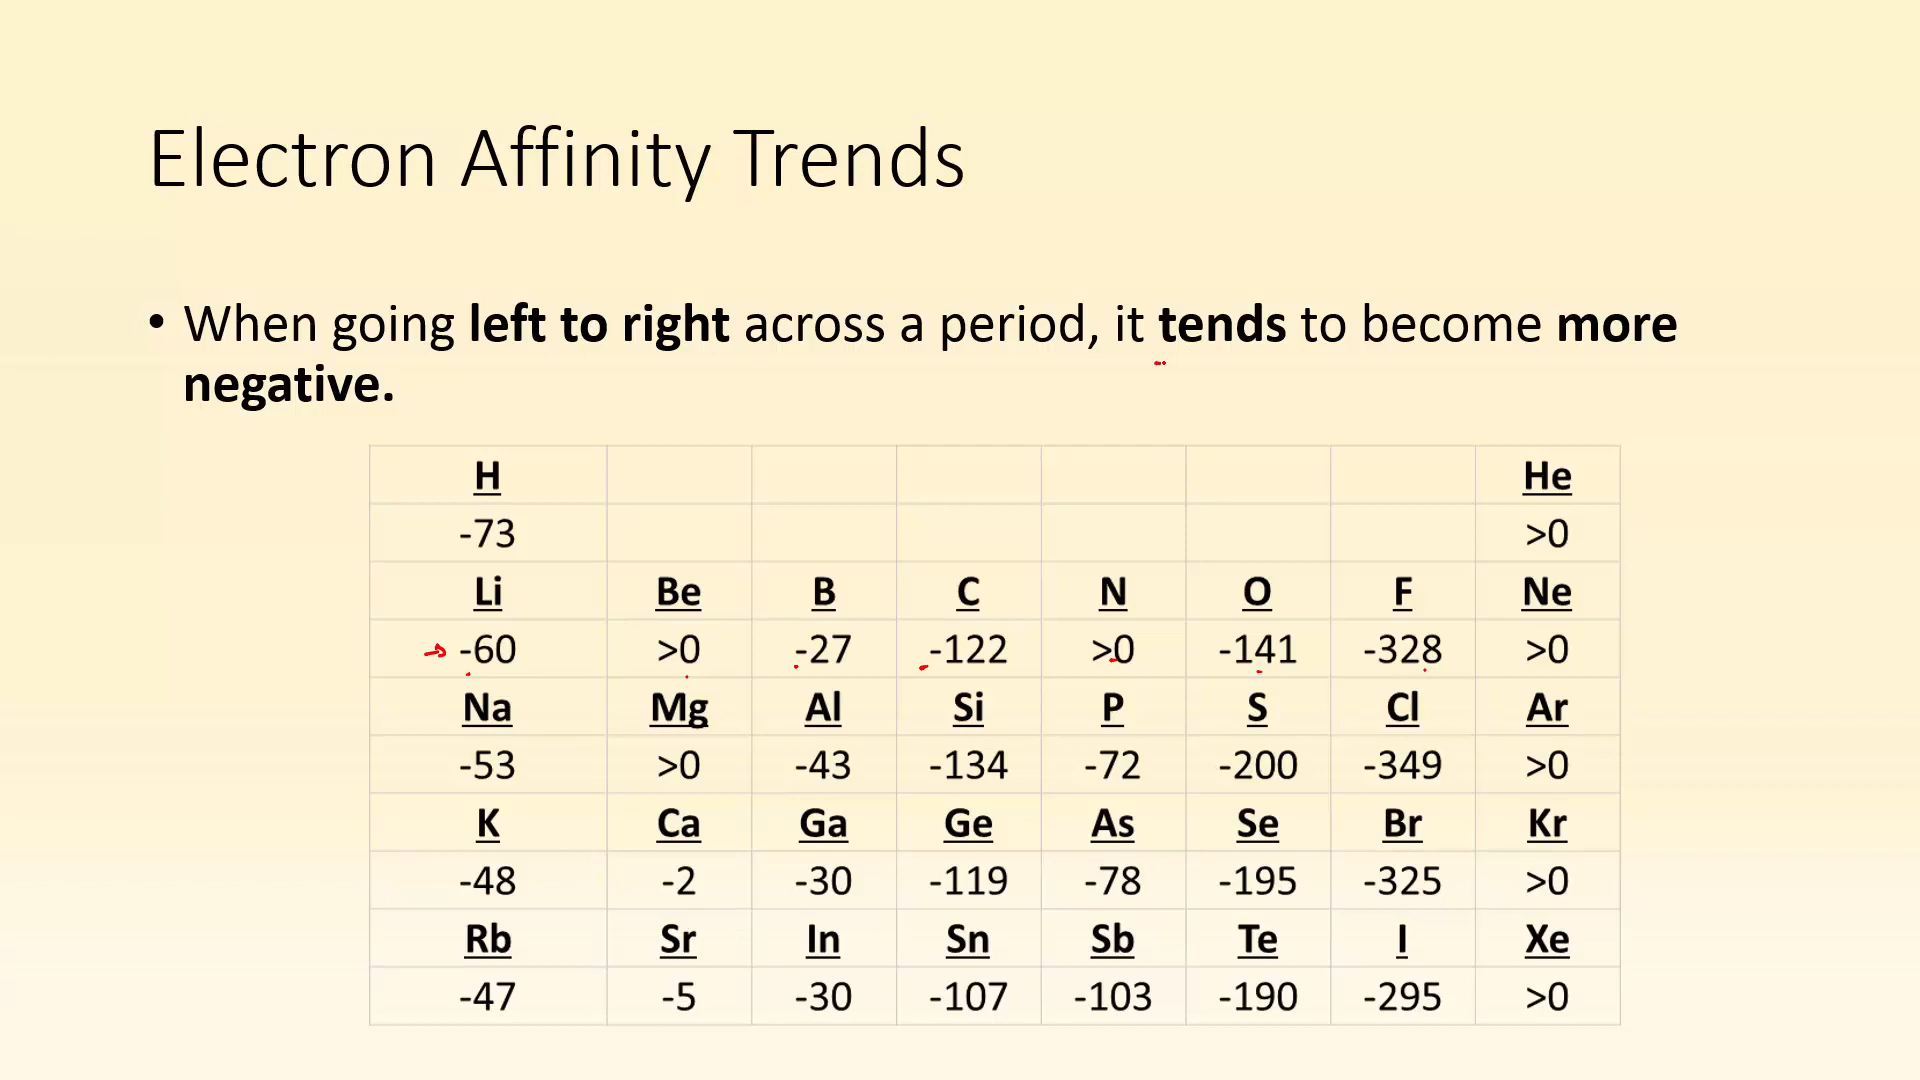 Electron Affinity Trends
• When going left to right across a period, it tends to become more
negative.
H He
-73 >0
Li Be B C N O F Ne
-60 >0 -27 -122 >0 -141 -328 >0
Na Mg Al Si P S Cl Ar
-53 >0 -43 -134 -72 -200 -349 >0
K Ca Ga Ge As Se Br Kr
-48 -2 -30 -119 -78 -195 -325 >0
Rb Sr In Sn Sb Te I Xe
-47 -5 -30 -107 -103 -190 -295 >0